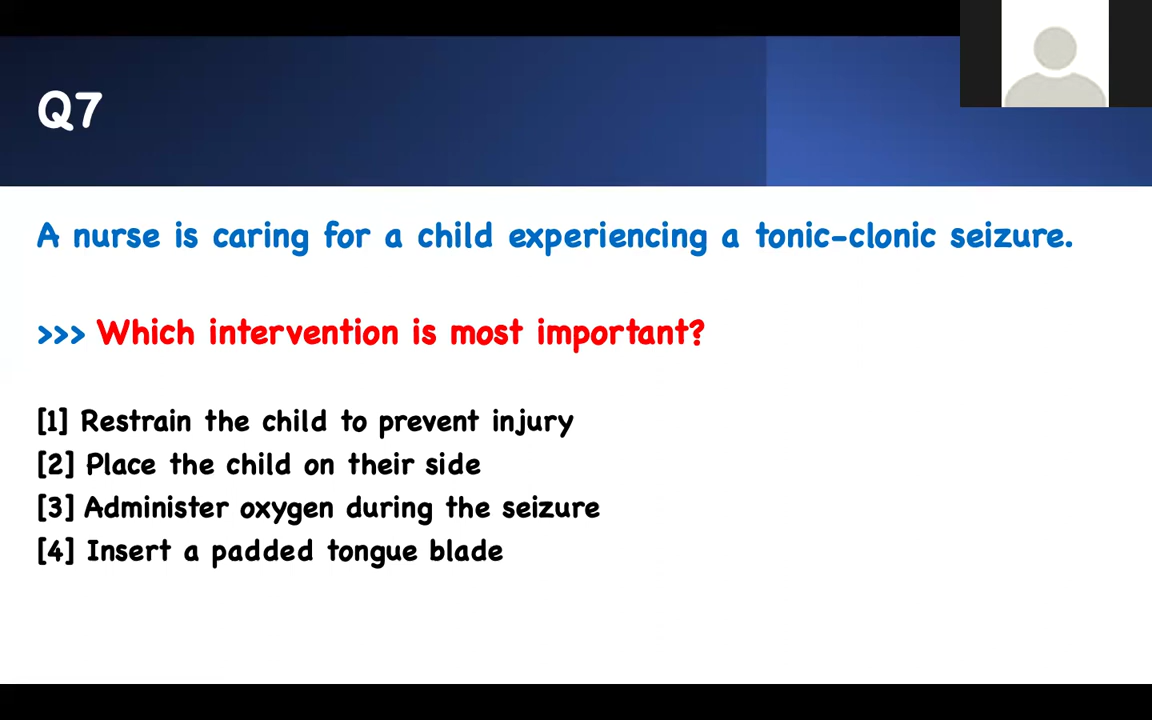 Q7
A nurse is caring for a child experiencing a tonic-clonic seizure.
>>> Which intervention is most important?
[1] Restrain the child to prevent injury
[2] Place the child on their side
[3] Administer oxygen during the seizure
[4] Insert a padded tongue blade